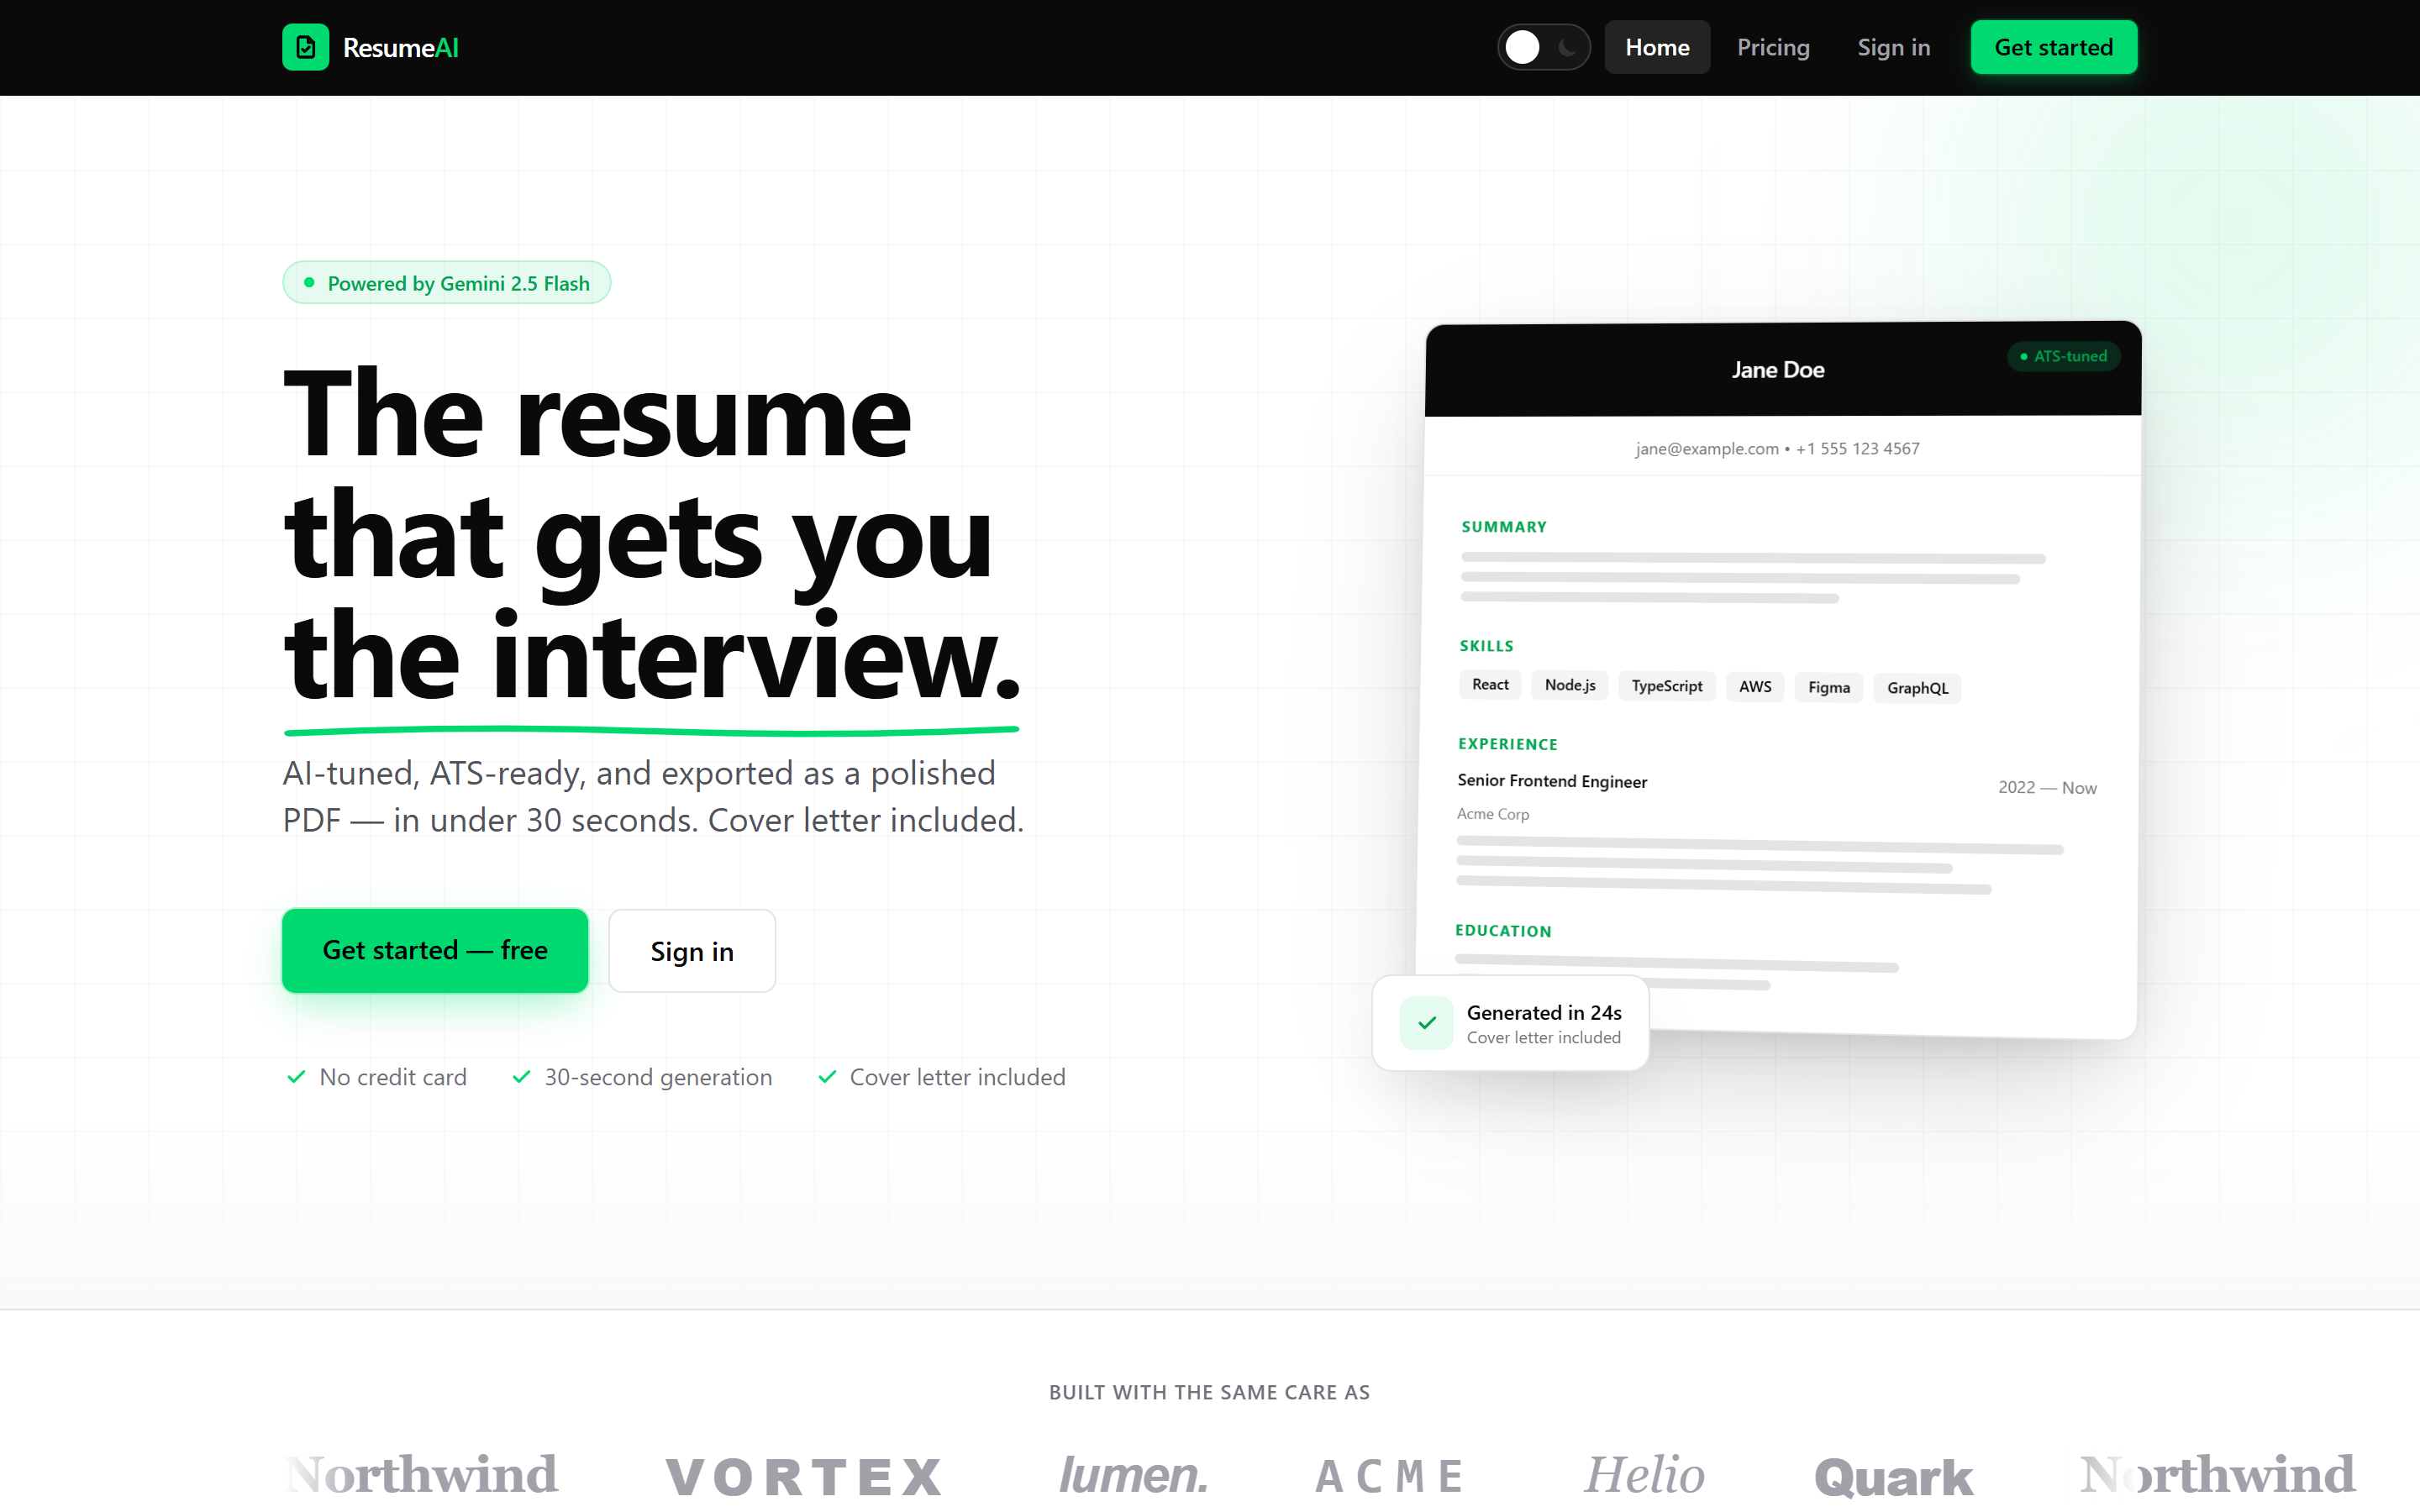 ResumeAI
Home
Pricing
Sign in
Get started
Powered by Gemini 2.5 Flash
The resume
that gets you
the interview.
AI-tuned, ATS-ready, and exported as a polished
PDF — in under 30 seconds. Cover letter included.
Get started — free
Sign in
No credit card
30-second generation
Cover letter included
Jane Doe
ATS-tuned
jane@example.com • +1 555 123 4567
SUMMARY
SKILLS
React
Node.js
TypeScript
AWS
Figma
GraphQL
EXPERIENCE
Senior Frontend Engineer
2022 — Now
Acme Corp
EDUCATION
Generated in 24s
Cover letter included
BUILT WITH THE SAME CARE AS
Northwind
VORTEX
lumen.
ACME
Helio
Quark
Northwind